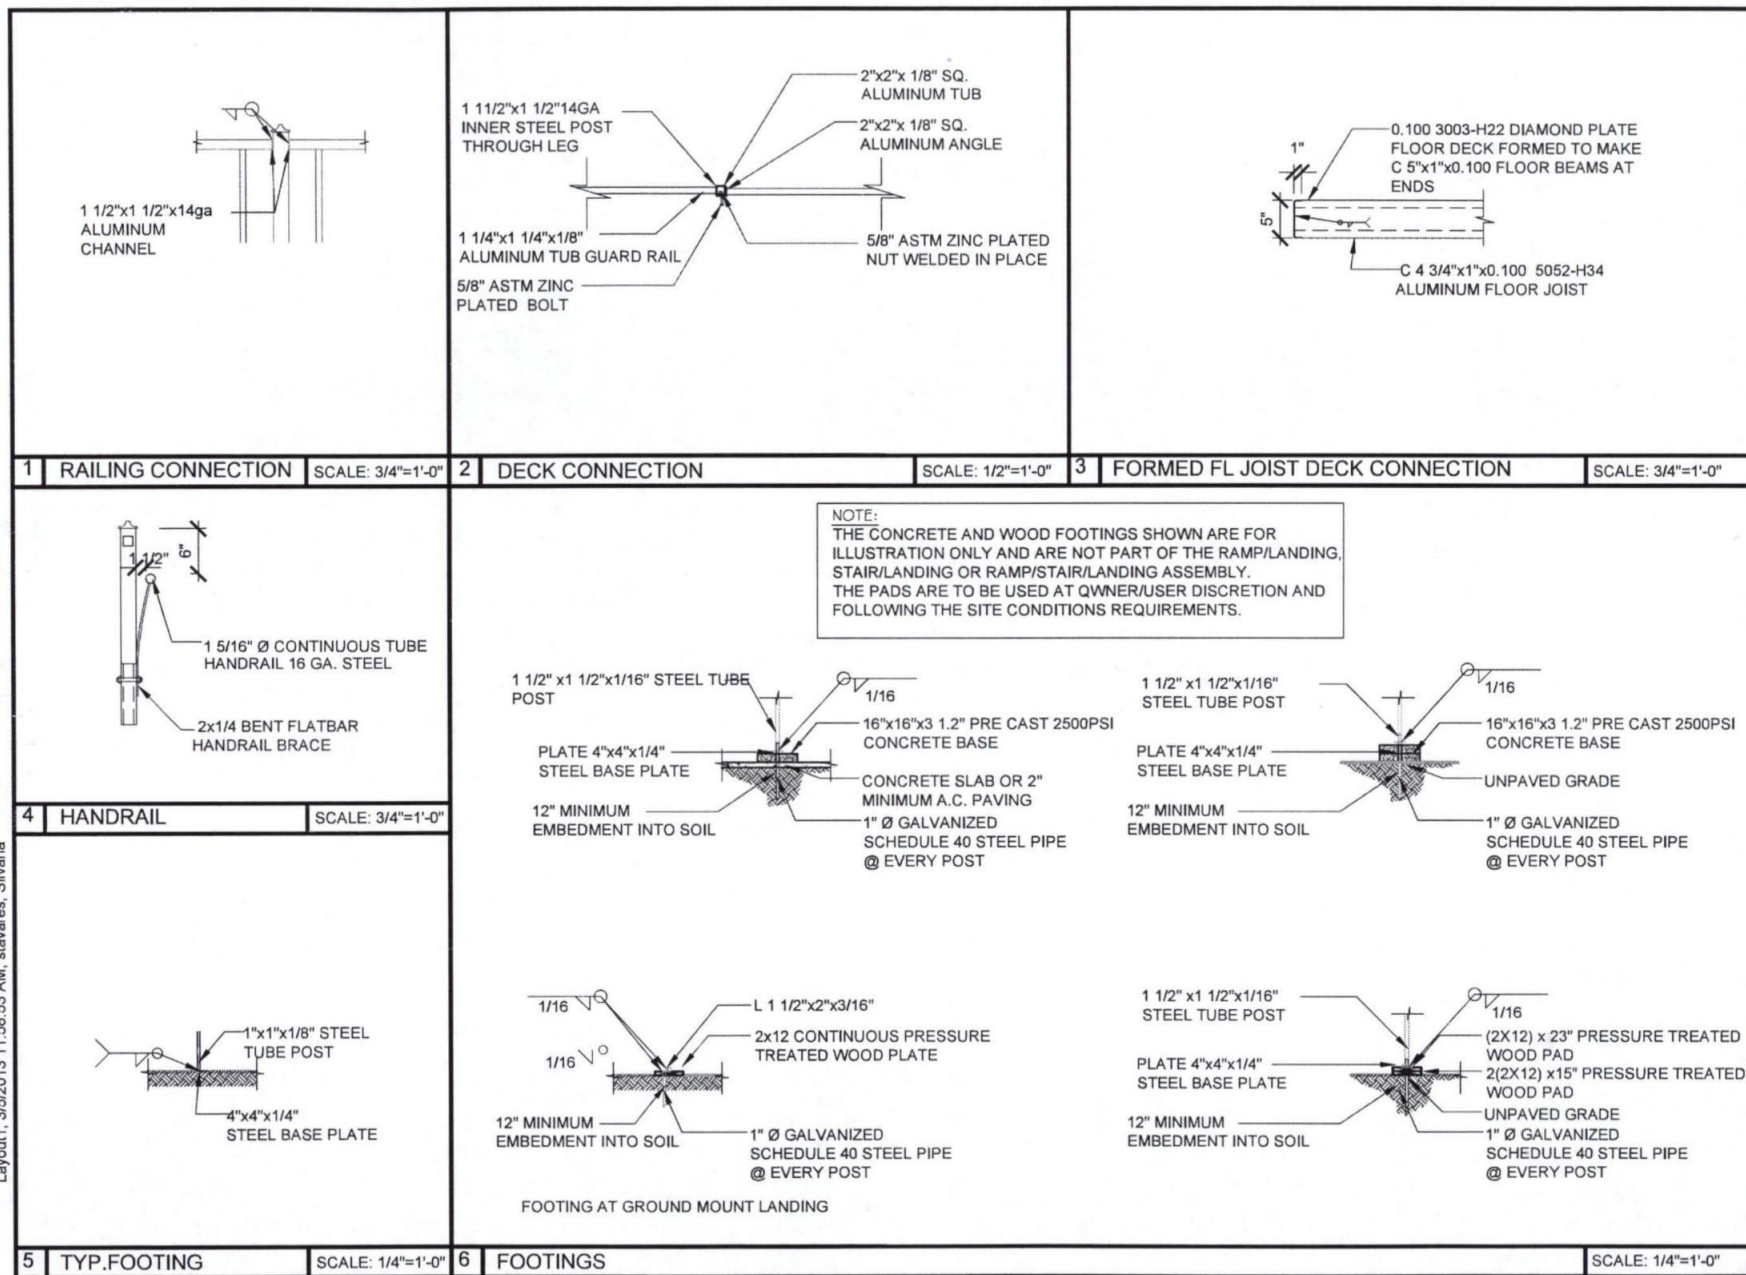 1 1/2"x1 1/2"x14ga
ALUMINUM
CHANNEL
1 RAILING CONNECTION SCALE: 3/4"=1'-0"
1 11/2"x1 1/2"14GA
INNER STEEL POST
THROUGH LEG
2"x2"x 1/8" SQ.
ALUMINUM TUB
2"x2"x 1/8" SQ.
ALUMINUM ANGLE
1 1/4"x1 1/4"x1/8"
ALUMINUM TUB GUARD RAIL
5/8" ASTM ZINC
PLATED BOLT
5/8" ASTM ZINC PLATED
NUT WELDED IN PLACE
2 DECK CONNECTION SCALE: 1/2"=1'-0"
1"
5"
0.100 3003-H22 DIAMOND PLATE
FLOOR DECK FORMED TO MAKE
C 5"x1"x0.100 FLOOR BEAMS AT
ENDS
C 4 3/4"x1"x0.100 5052-H34
ALUMINUM FLOOR JOIST
3 FORMED FL JOIST DECK CONNECTION SCALE: 3/4"=1'-0"
1 1/2"
6"
1 5/16" Ø CONTINUOUS TUBE
HANDRAIL 16 GA. STEEL
2x1/4 BENT FLATBAR
HANDRAIL BRACE
4 HANDRAIL SCALE: 3/4"=1'-0"
1"x1"x1/8" STEEL
TUBE POST
4"x4"x1/4"
STEEL BASE PLATE
5 TYP.FOOTING SCALE: 1/4"=1'-0"
NOTE:
THE CONCRETE AND WOOD FOOTINGS SHOWN ARE FOR
ILLUSTRATION ONLY AND ARE NOT PART OF THE RAMP/LANDING,
STAIR/LANDING OR RAMP/STAIR/LANDING ASSEMBLY.
THE PADS ARE TO BE USED AT QWNER/USER DISCRETION AND
FOLLOWING THE SITE CONDITIONS REQUIREMENTS.
1 1/2" x1 1/2"x1/16" STEEL TUBE
POST
1/16
16"x16"x3 1.2" PRE CAST 2500PSI
CONCRETE BASE
PLATE 4"x4"x1/4"
STEEL BASE PLATE
CONCRETE SLAB OR 2"
MINIMUM A.C. PAVING
12" MINIMUM
EMBEDMENT INTO SOIL
1" Ø GALVANIZED
SCHEDULE 40 STEEL PIPE
@ EVERY POST
1 1/2" x1 1/2"x1/16"
STEEL TUBE POST
1/16
16"x16"x3 1.2" PRE CAST 2500PSI
CONCRETE BASE
PLATE 4"x4"x1/4"
STEEL BASE PLATE
UNPAVED GRADE
12" MINIMUM
EMBEDMENT INTO SOIL
1" Ø GALVANIZED
SCHEDULE 40 STEEL PIPE
@ EVERY POST
1/16
L 1 1/2"x2"x3/16"
2x12 CONTINUOUS PRESSURE
TREATED WOOD PLATE
1/16
12" MINIMUM
EMBEDMENT INTO SOIL
1" Ø GALVANIZED
SCHEDULE 40 STEEL PIPE
@ EVERY POST
FOOTING AT GROUND MOUNT LANDING
1 1/2" x1 1/2"x1/16"
STEEL TUBE POST
1/16
(2X12) x 23" PRESSURE TREATED
WOOD PAD
PLATE 4"x4"x1/4"
STEEL BASE PLATE
2(2X12) x15" PRESSURE TREATED
WOOD PAD
UNPAVED GRADE
12" MINIMUM
EMBEDMENT INTO SOIL
1" Ø GALVANIZED
SCHEDULE 40 STEEL PIPE
@ EVERY POST
6 FOOTINGS SCALE: 1/4"=1'-0"